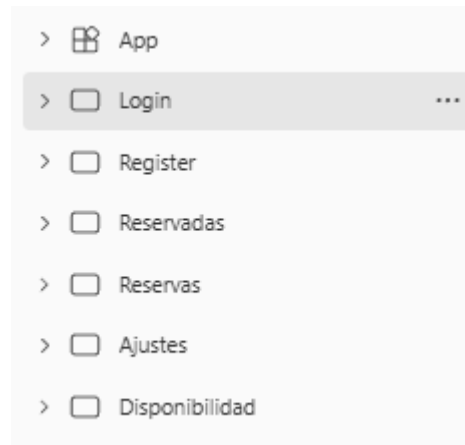 App
Login
Register
Reservadas
Reservas
Ajustes
Disponibilidad